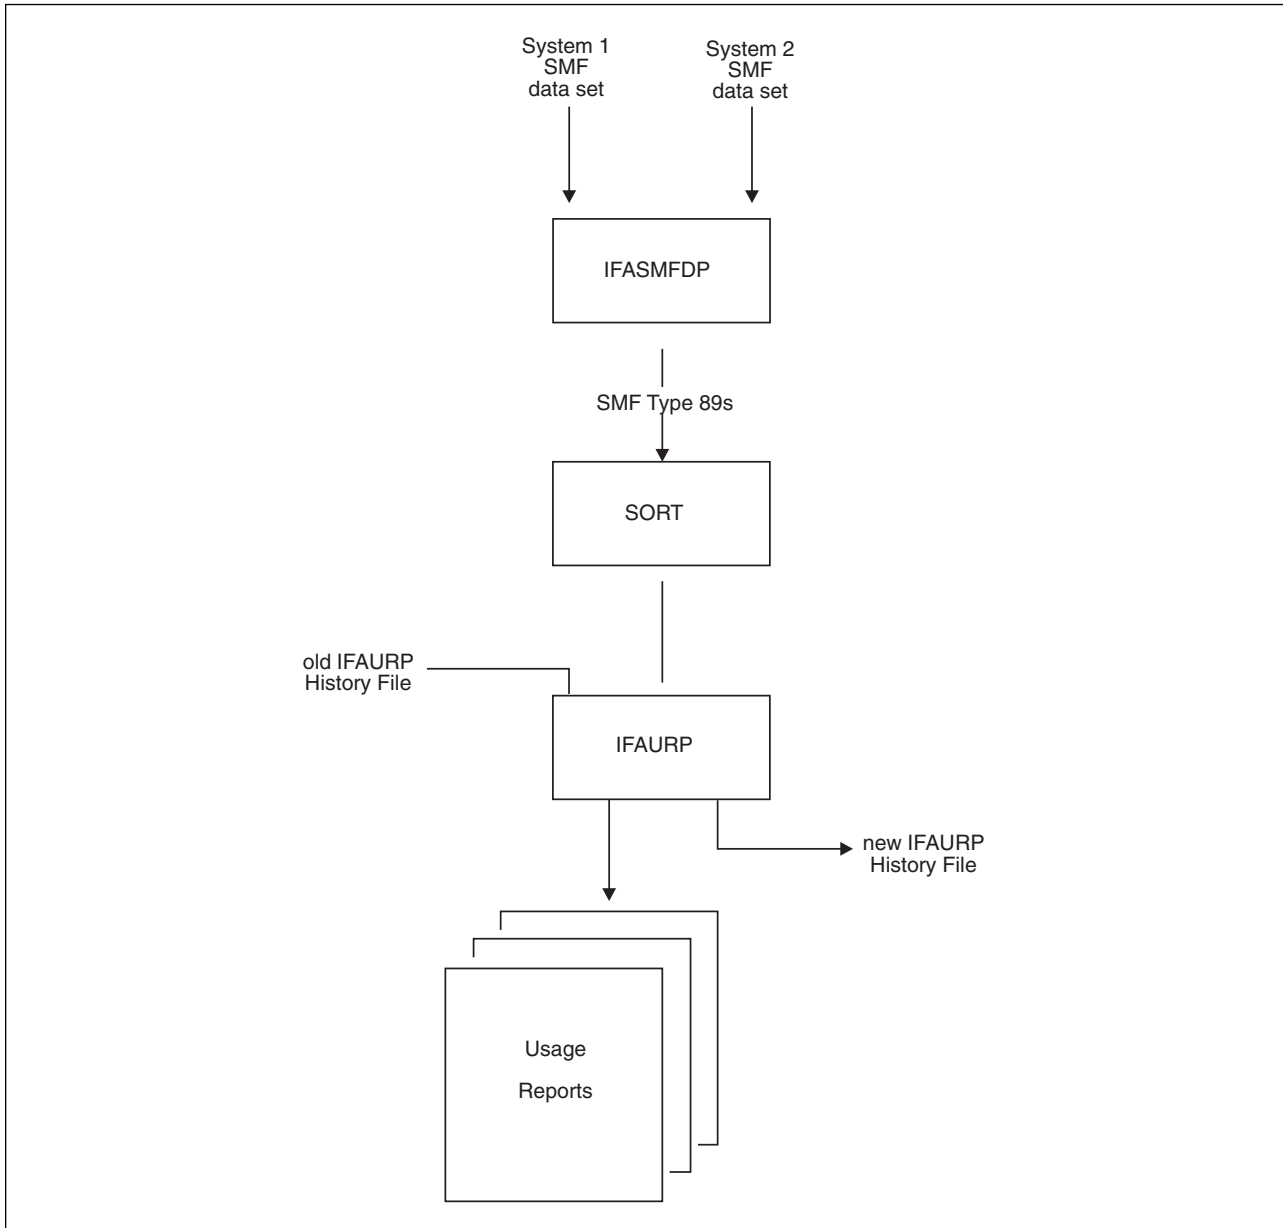 System 1
SMF
data set
System 2
SMF
data set
IFASMFDP
SMF Type 89s
SORT
old IFAURP
History File
IFAURP
new IFAURP
History File
Usage
Reports